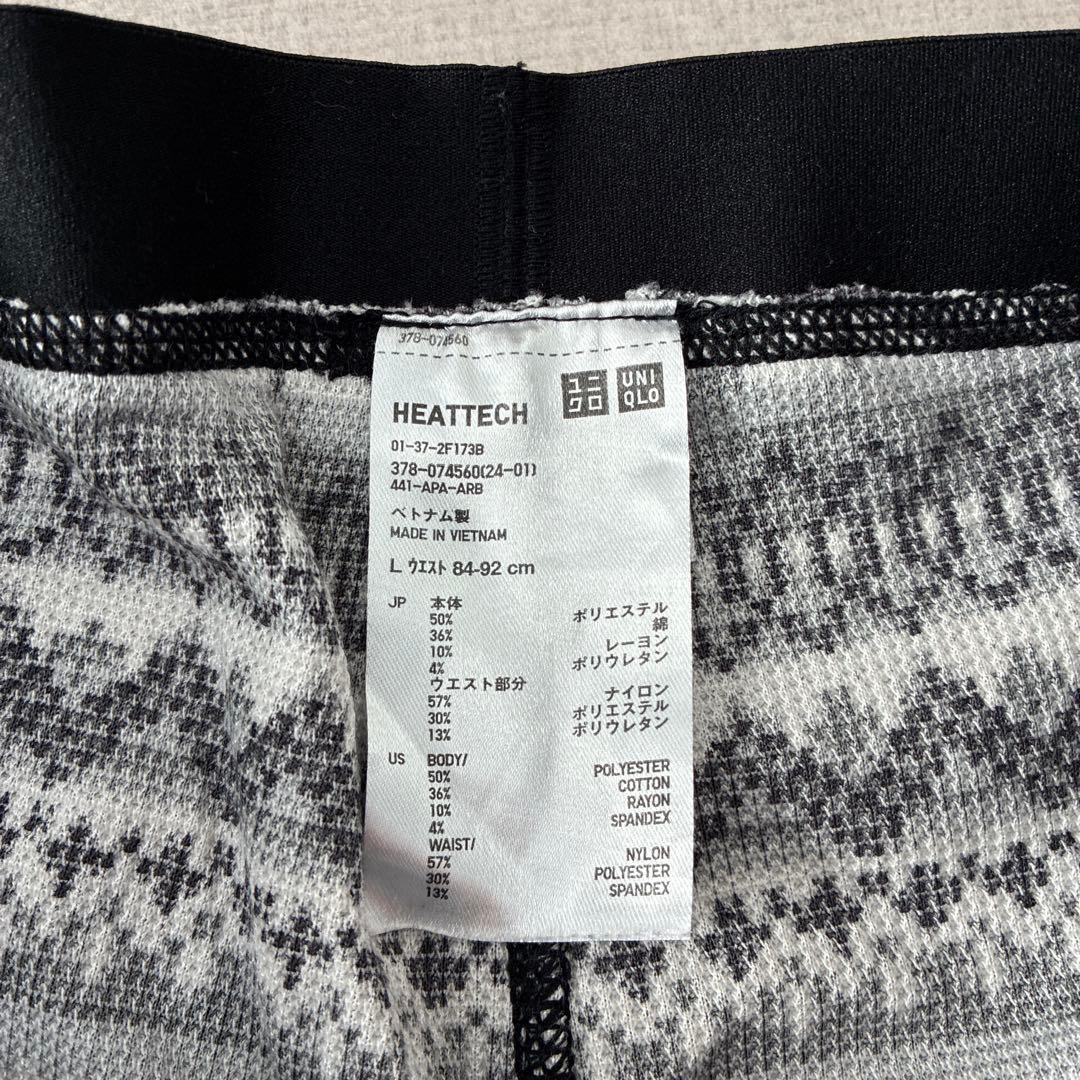 378-074560
HEATTECH
ユニクロ
UNIQLO
01-37-2F173B
378-074560(24-01)
441-APA-ARB
ベトナム製
MADE IN VIETNAM
L ウエスト 84-92 cm
JP 本体
50% ポリエステル
36% 綿
10% レーヨン
4% ポリウレタン
ウエスト部分
57% ナイロン
30% ポリエステル
13% ポリウレタン
US BODY/
50% POLYESTER
36% COTTON
10% RAYON
4% SPANDEX
WAIST/
57% NYLON
30% POLYESTER
13% SPANDEX